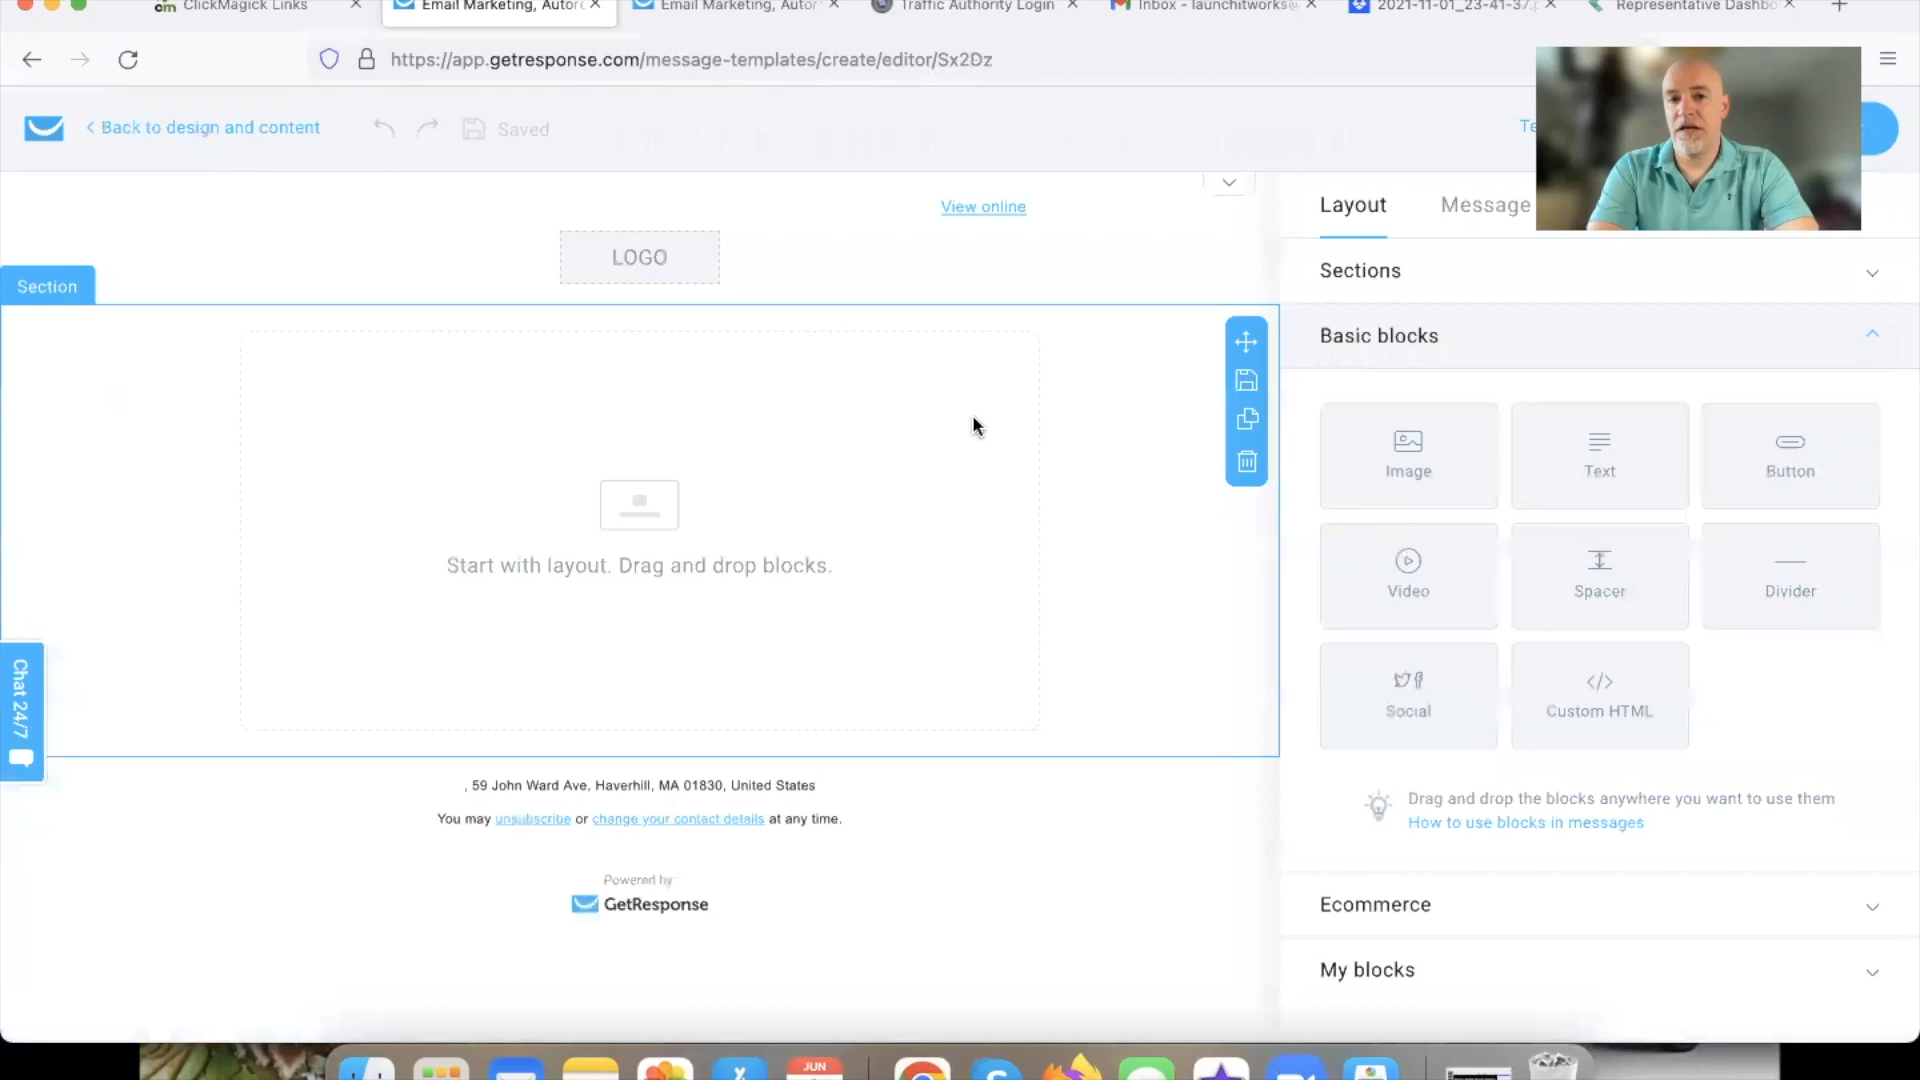 cm ClickMagick Links
Email Marketing, Autor
Email Marketing, Autor
Traffic Authority Login
Inbox - launchitworks@
2021-11-01_23-41-37.
Representative Dashbo
https://app.getresponse.com/message-templates/create/editor/Sx2Dz
Back to design and content
Saved
Te
View online
Layout
Message
LOGO
Section
Sections
Basic blocks
Image
Text
Button
Start with layout. Drag and drop blocks.
Video
Spacer
Divider
Chat 24/7
Social
Custom HTML
, 59 John Ward Ave, Haverhill, MA 01830, United States
Drag and drop the blocks anywhere you want to use them
You may unsubscribe or change your contact details at any time.
How to use blocks in messages
Powered by
GetResponse
Ecommerce
My blocks
JUN